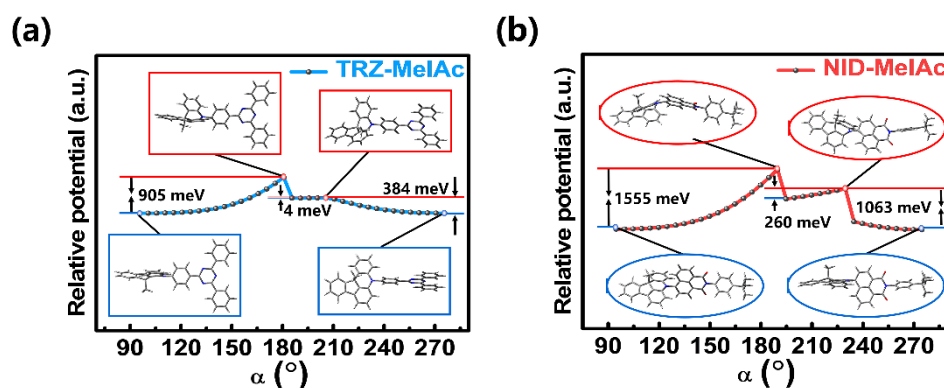 (a)
Relative potential (a.u.)
TRZ-MeIAc
905 meV
4 meV
384 meV
90 120 150 180 210 240 270
α (°)
(b)
Relative potential (a.u.)
NID-MeIAc
1555 meV
260 meV
1063 meV
90 120 150 180 210 240 270
α (°)